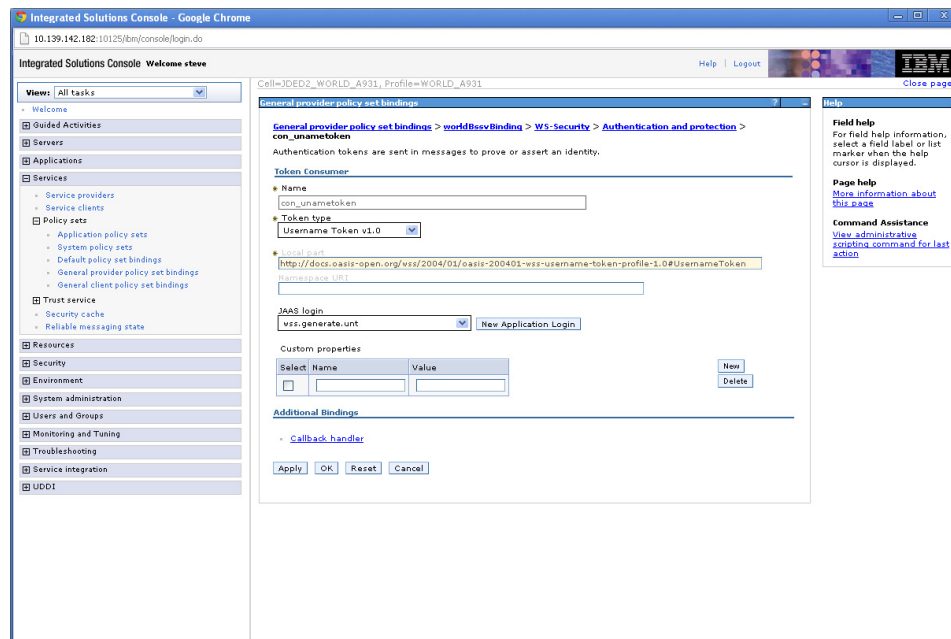 Integrated Solutions Console - Google Chrome
10.139.142.182:10125/ibm/console/login.do
Integrated Solutions Console Welcome steve
Help | Logout
IBM
Cell=JDED2_WORLD_A931, Profile=WORLD_A931
Close page
View: All tasks
Welcome
Guided Activities
Servers
Applications
Services
Service providers
Service clients
Policy sets
Application policy sets
System policy sets
Default policy set bindings
General provider policy set bindings
General client policy set bindings
Trust service
Security cache
Reliable messaging state
Resources
Security
Environment
System administration
Users and Groups
Monitoring and Tuning
Troubleshooting
Service integration
UDDI
General provider policy set bindings ? -
General provider policy set bindings > worldBssvBinding > WS-Security > Authentication and protection >
con_unametoken
Authentication tokens are sent in messages to prove or assert an identity.
Token Consumer
* Name
con_unametoken
* Token type
Username Token v1.0
* Local part
http://docs.oasis-open.org/wss/2004/01/oasis-200401-wss-username-token-profile-1.0#UsernameToken
Namespace URI
JAAS login
wss.generate.unt
New Application Login
Custom properties
Select Name Value
New
Delete
Additional Bindings
Callback handler
Apply OK Reset Cancel
Help
Field help
For field help information,
select a field label or list
marker when the help
cursor is displayed.
Page help
More information about
this page
Command Assistance
View administrative
scripting command for last
action